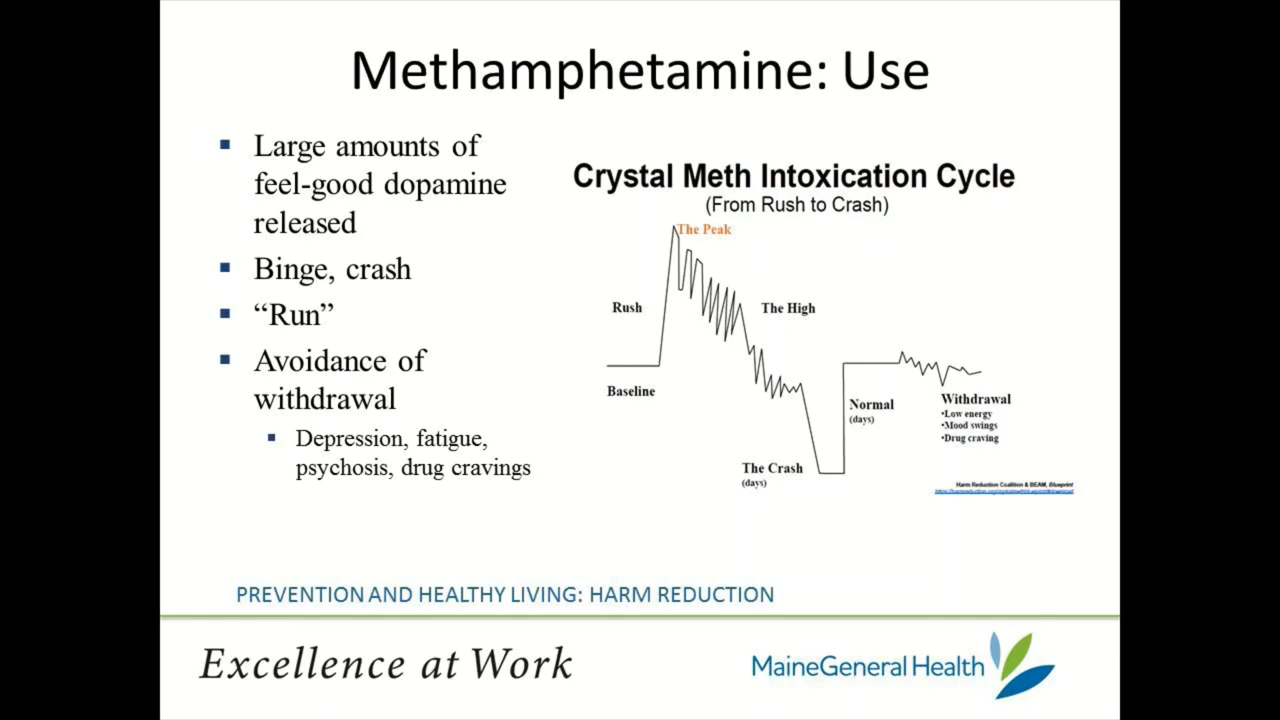 Methamphetamine: Use
Large amounts of
feel-good dopamine
released
Binge, crash
“Run”
Avoidance of
withdrawal
Depression, fatigue,
psychosis, drug cravings
Crystal Meth Intoxication Cycle
(From Rush to Crash)
The Peak
Rush
The High
Baseline
Normal
(days)
Withdrawal
•Low energy
•Mood swings
•Drug craving
The Crash
(days)
Harm Reduction Coalition & BEAM, Blueprint
PREVENTION AND HEALTHY LIVING: HARM REDUCTION
Excellence at Work
MaineGeneral Health